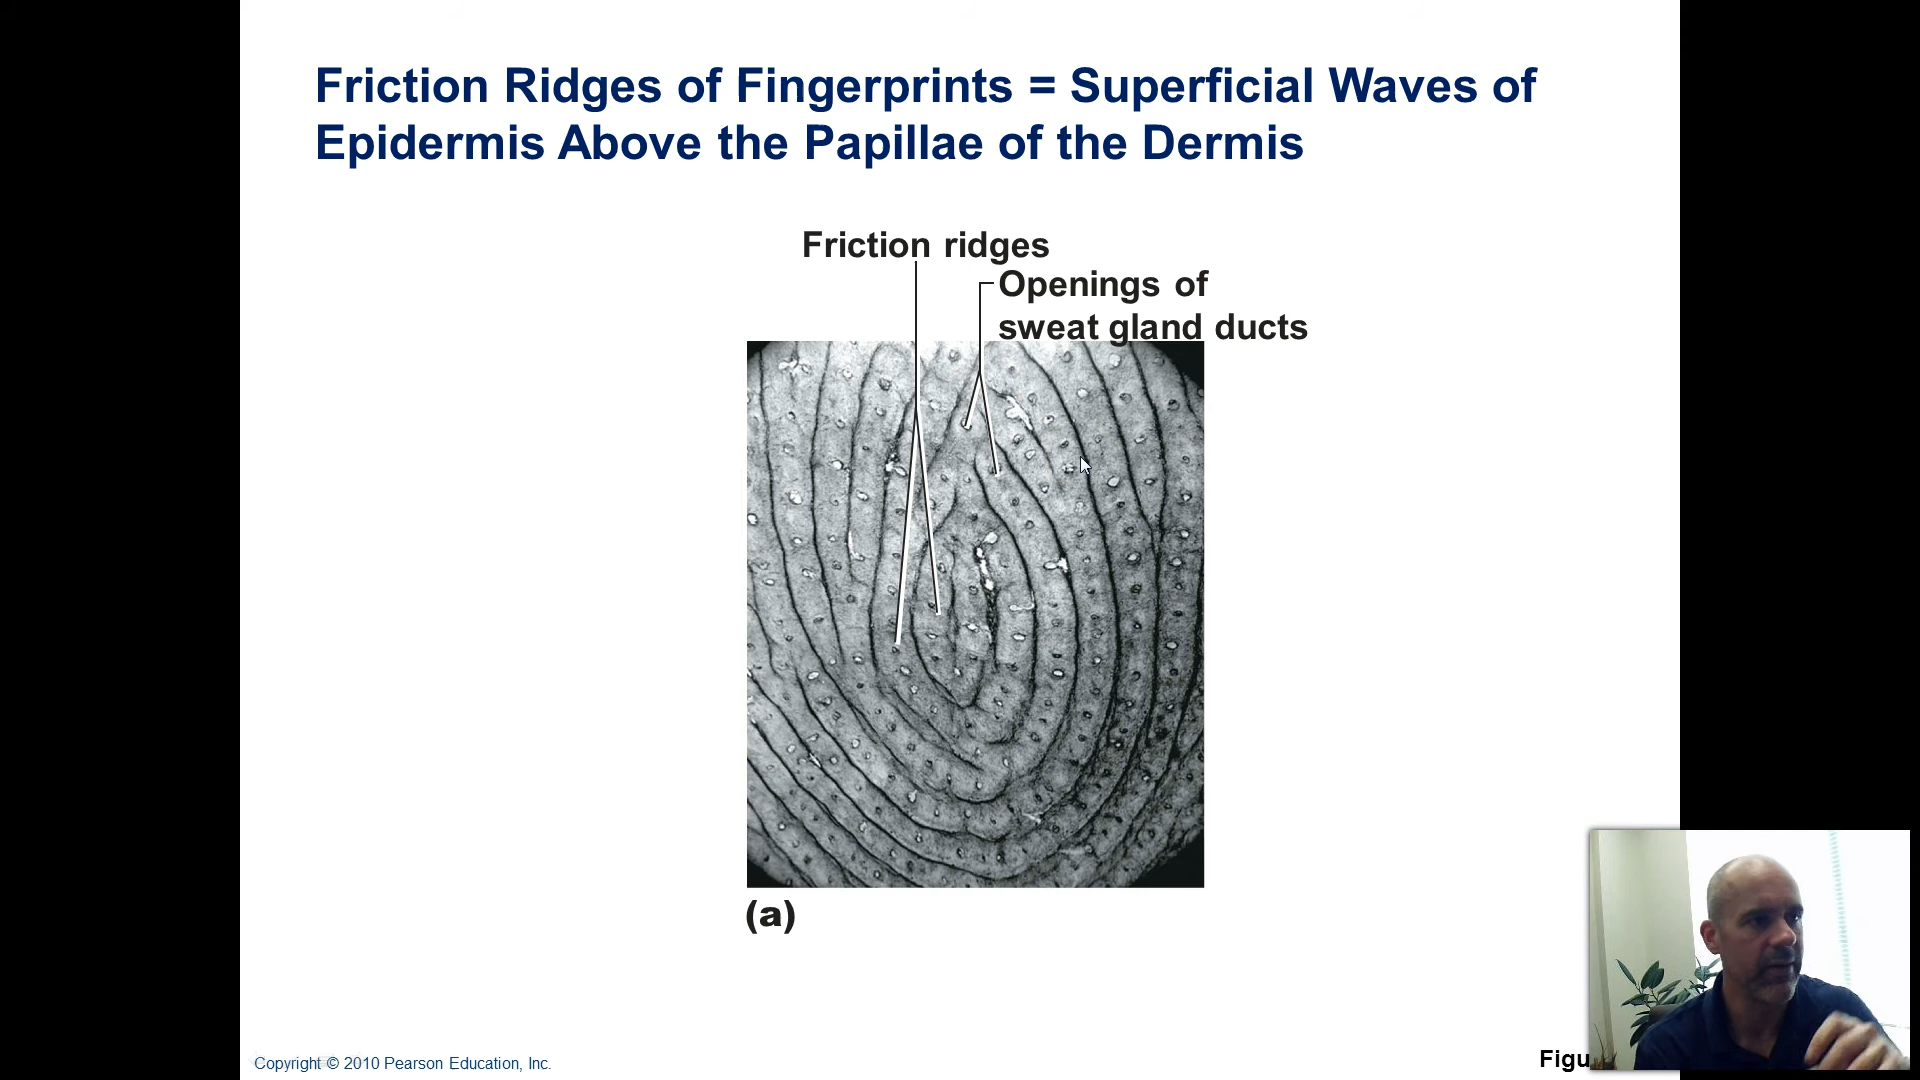 Friction Ridges of Fingerprints = Superficial Waves of
Epidermis Above the Papillae of the Dermis
Friction ridges
Openings of
sweat gland ducts
(a)
Copyright © 2010 Pearson Education, Inc.